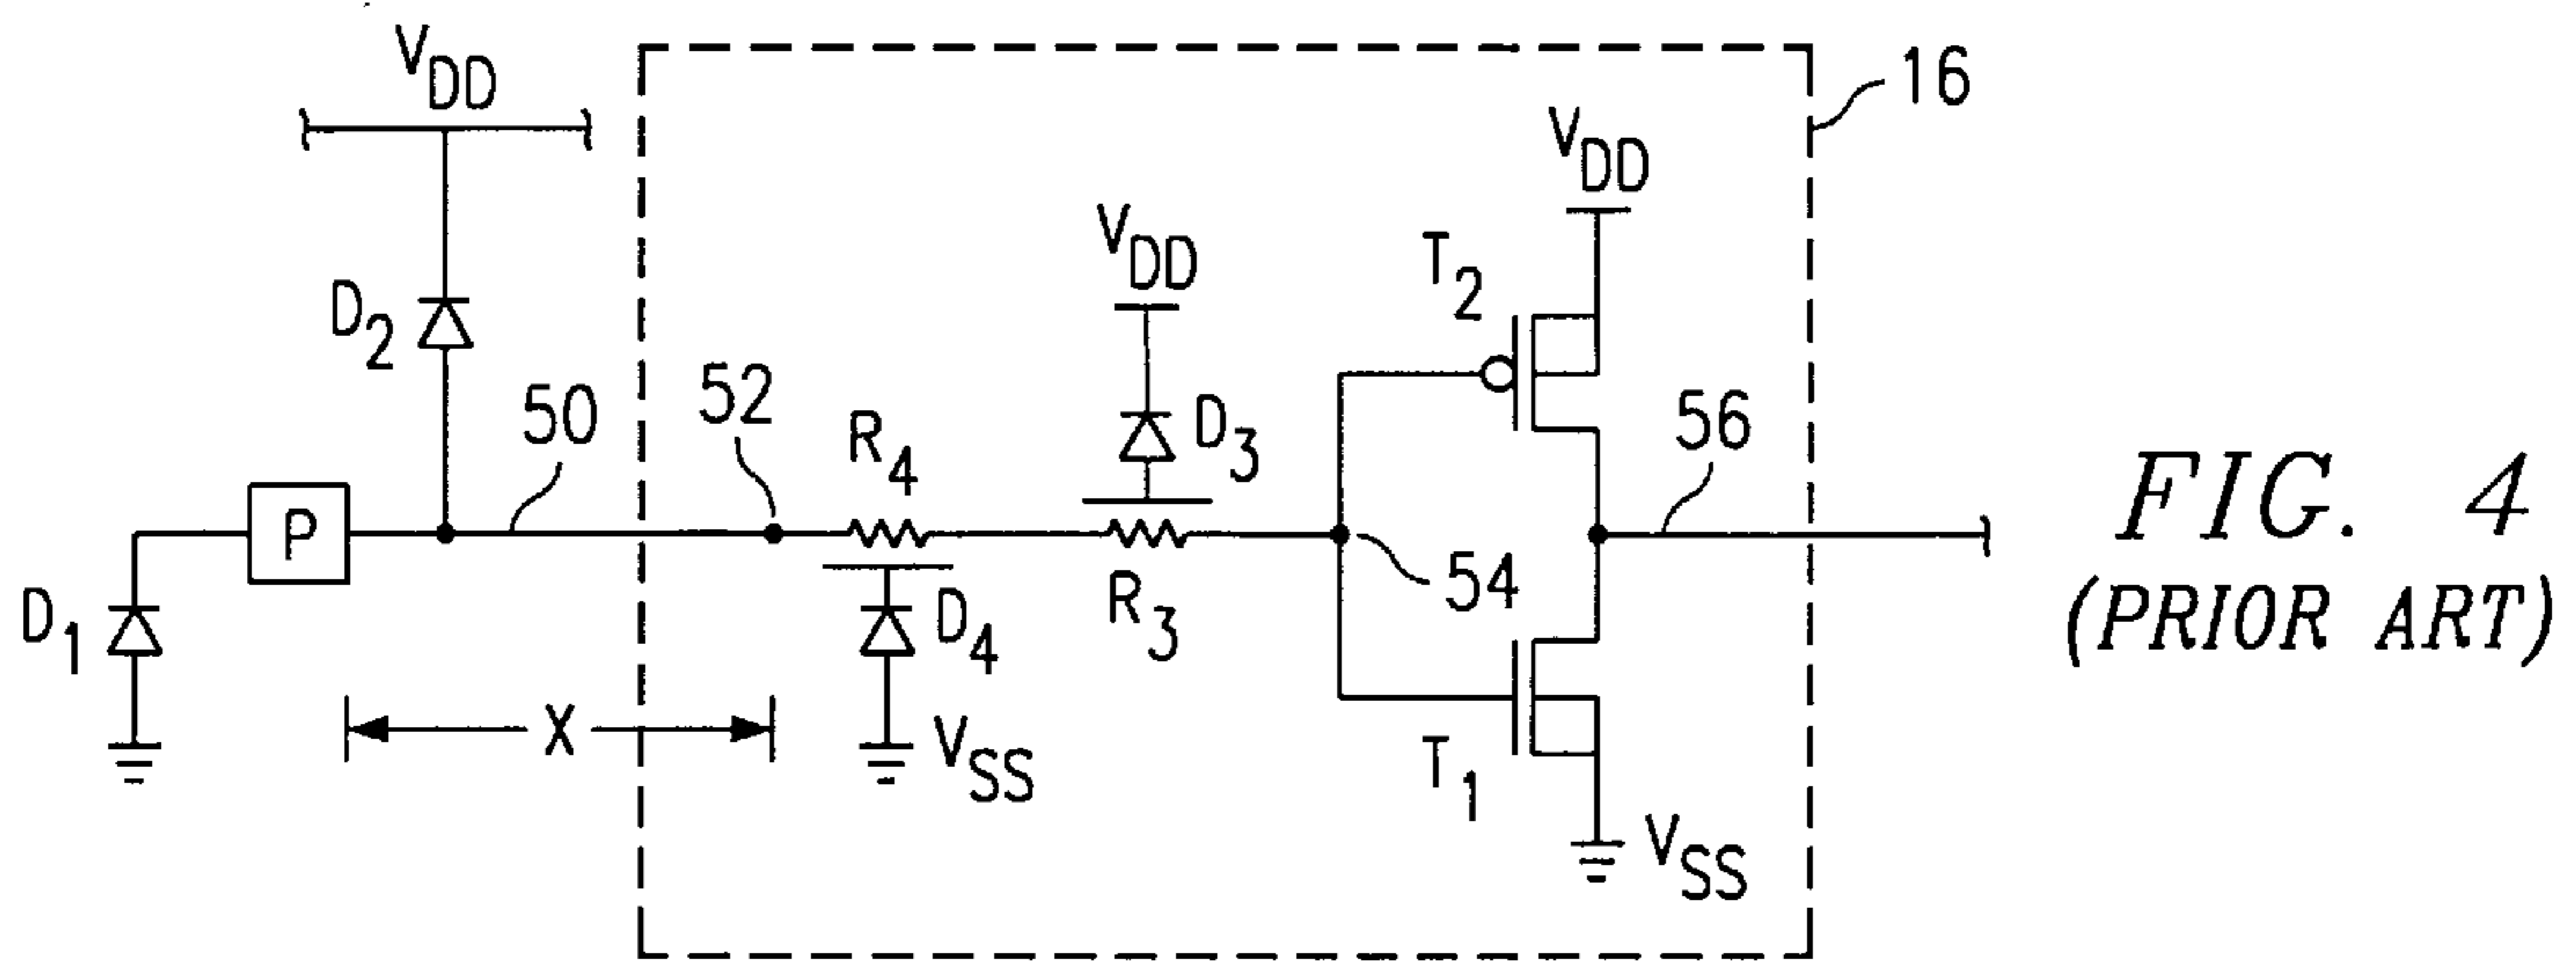 VDD
16
VDD
VDD
T2
D2
52
50
R4
D3
56
P
FIG. 4
(PRIOR ART)
54
R3
D1
D4
X
VSS
T1
VSS